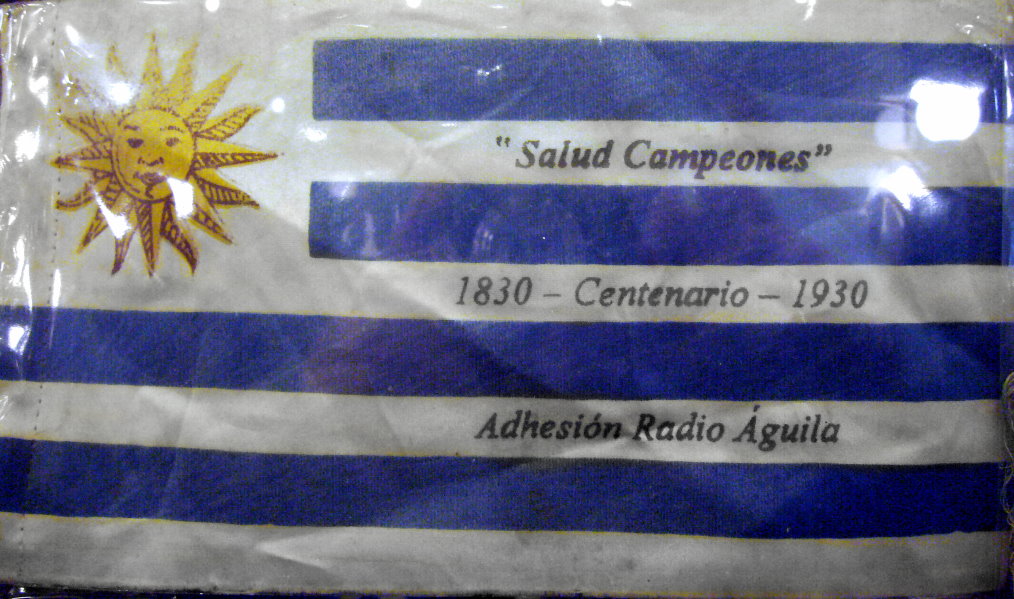 "Salud Campeones"
1830 – Centenario – 1930
Adhesión Radio Águila